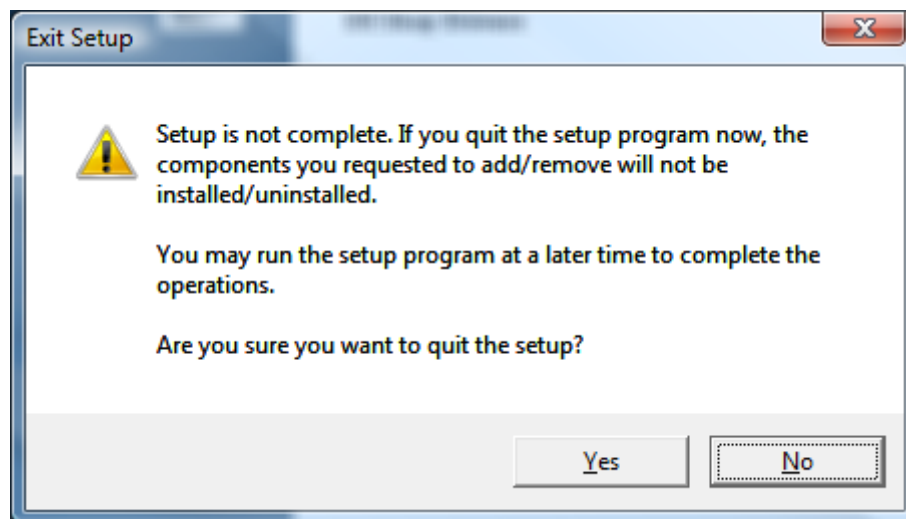 Exit Setup
Setup is not complete. If you quit the setup program now, the
components you requested to add/remove will not be
installed/uninstalled.
You may run the setup program at a later time to complete the
operations.
Are you sure you want to quit the setup?
Yes
No